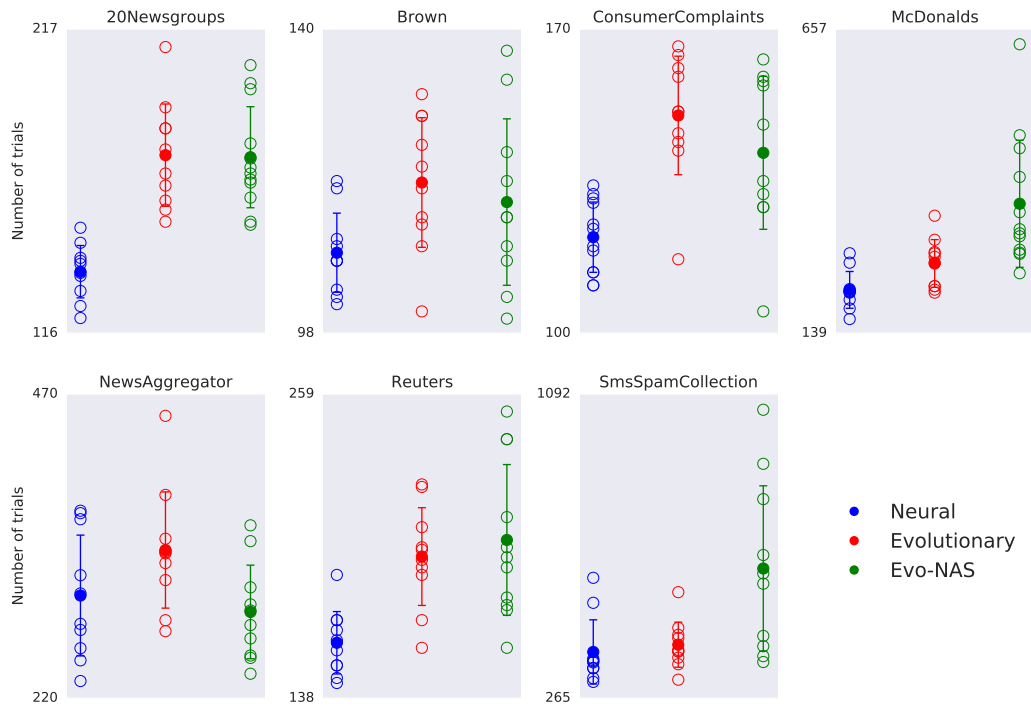 20Newsgroups
Brown
ConsumerComplaints
McDonalds
217
140
170
657
Number of trials
116
98
100
139
NewsAggregator
Reuters
SmsSpamCollection
470
259
1092
Number of trials
Neural
Evolutionary
Evo-NAS
220
138
265